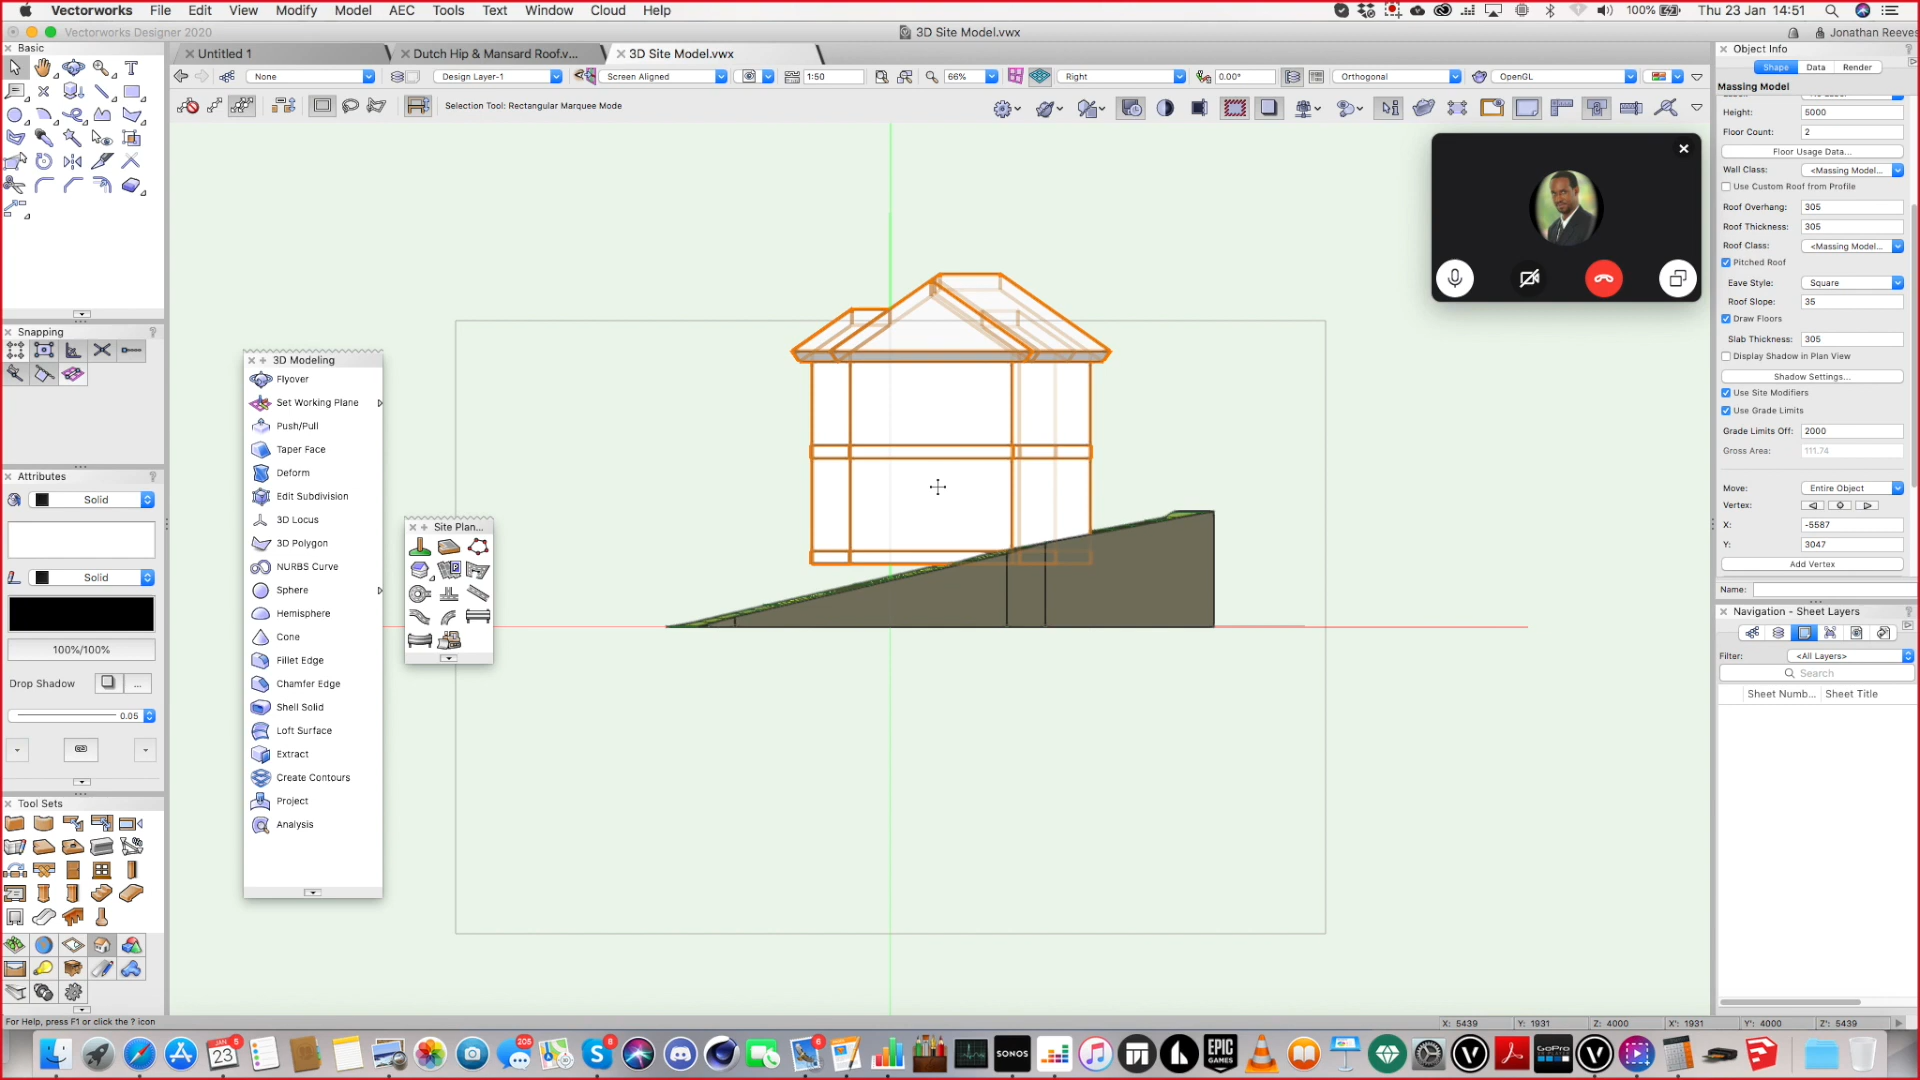 Vectorworks File Edit View Modify Model AEC Tools Text Window Cloud Help
100% Thu 23 Jan 14:51
Vectorworks Designer 2020
3D Site Model.vwx
Jonathan Reeves
Basic
Untitled 1
Dutch Hip & Mansard Roof.v...
3D Site Model.vwx
None
Design Layer-1
Screen Aligned
1:50
66%
Right
0.00°
Orthogonal
OpenGL
Selection Tool: Rectangular Marquee Mode
Object Info
Shape Data Render
Massing Model
Height: 5000
Floor Count: 2
Floor Usage Data...
Wall Class: <Massing Model...
Use Custom Roof from Profile
Roof Overhang: 305
Roof Thickness: 305
Roof Class: <Massing Model...
Pitched Roof
Eave Style: Square
Roof Slope: 35
Draw Floors
Slab Thickness: 305
Display Shadow in Plan View
Shadow Settings...
Use Site Modifiers
Use Grade Limits
Grade Limits Off: 2000
Gross Area: 111.74
Move: Entire Object
Vertex:
X: -5587
Y: 3047
Add Vertex
Name:
Navigation - Sheet Layers
Filter: <All Layers>
Search
Sheet Numb... Sheet Title
Snapping
Attributes
Solid
Solid
100%/100%
Drop Shadow ...
0.05
Tool Sets
3D Modeling
Flyover
Set Working Plane
Push/Pull
Taper Face
Deform
Edit Subdivision
3D Locus
3D Polygon
NURBS Curve
Sphere
Hemisphere
Cone
Fillet Edge
Chamfer Edge
Shell Solid
Loft Surface
Extract
Create Contours
Project
Analysis
Site Plan...
For Help, press F1 or click the ? icon
X: 5439 Y: 1931 Z: 4000 X': 1931 Y': 4000 Z': 5439
JAN
23
5
205
8
6
SONOS
EPIC
GAMES
GoPro